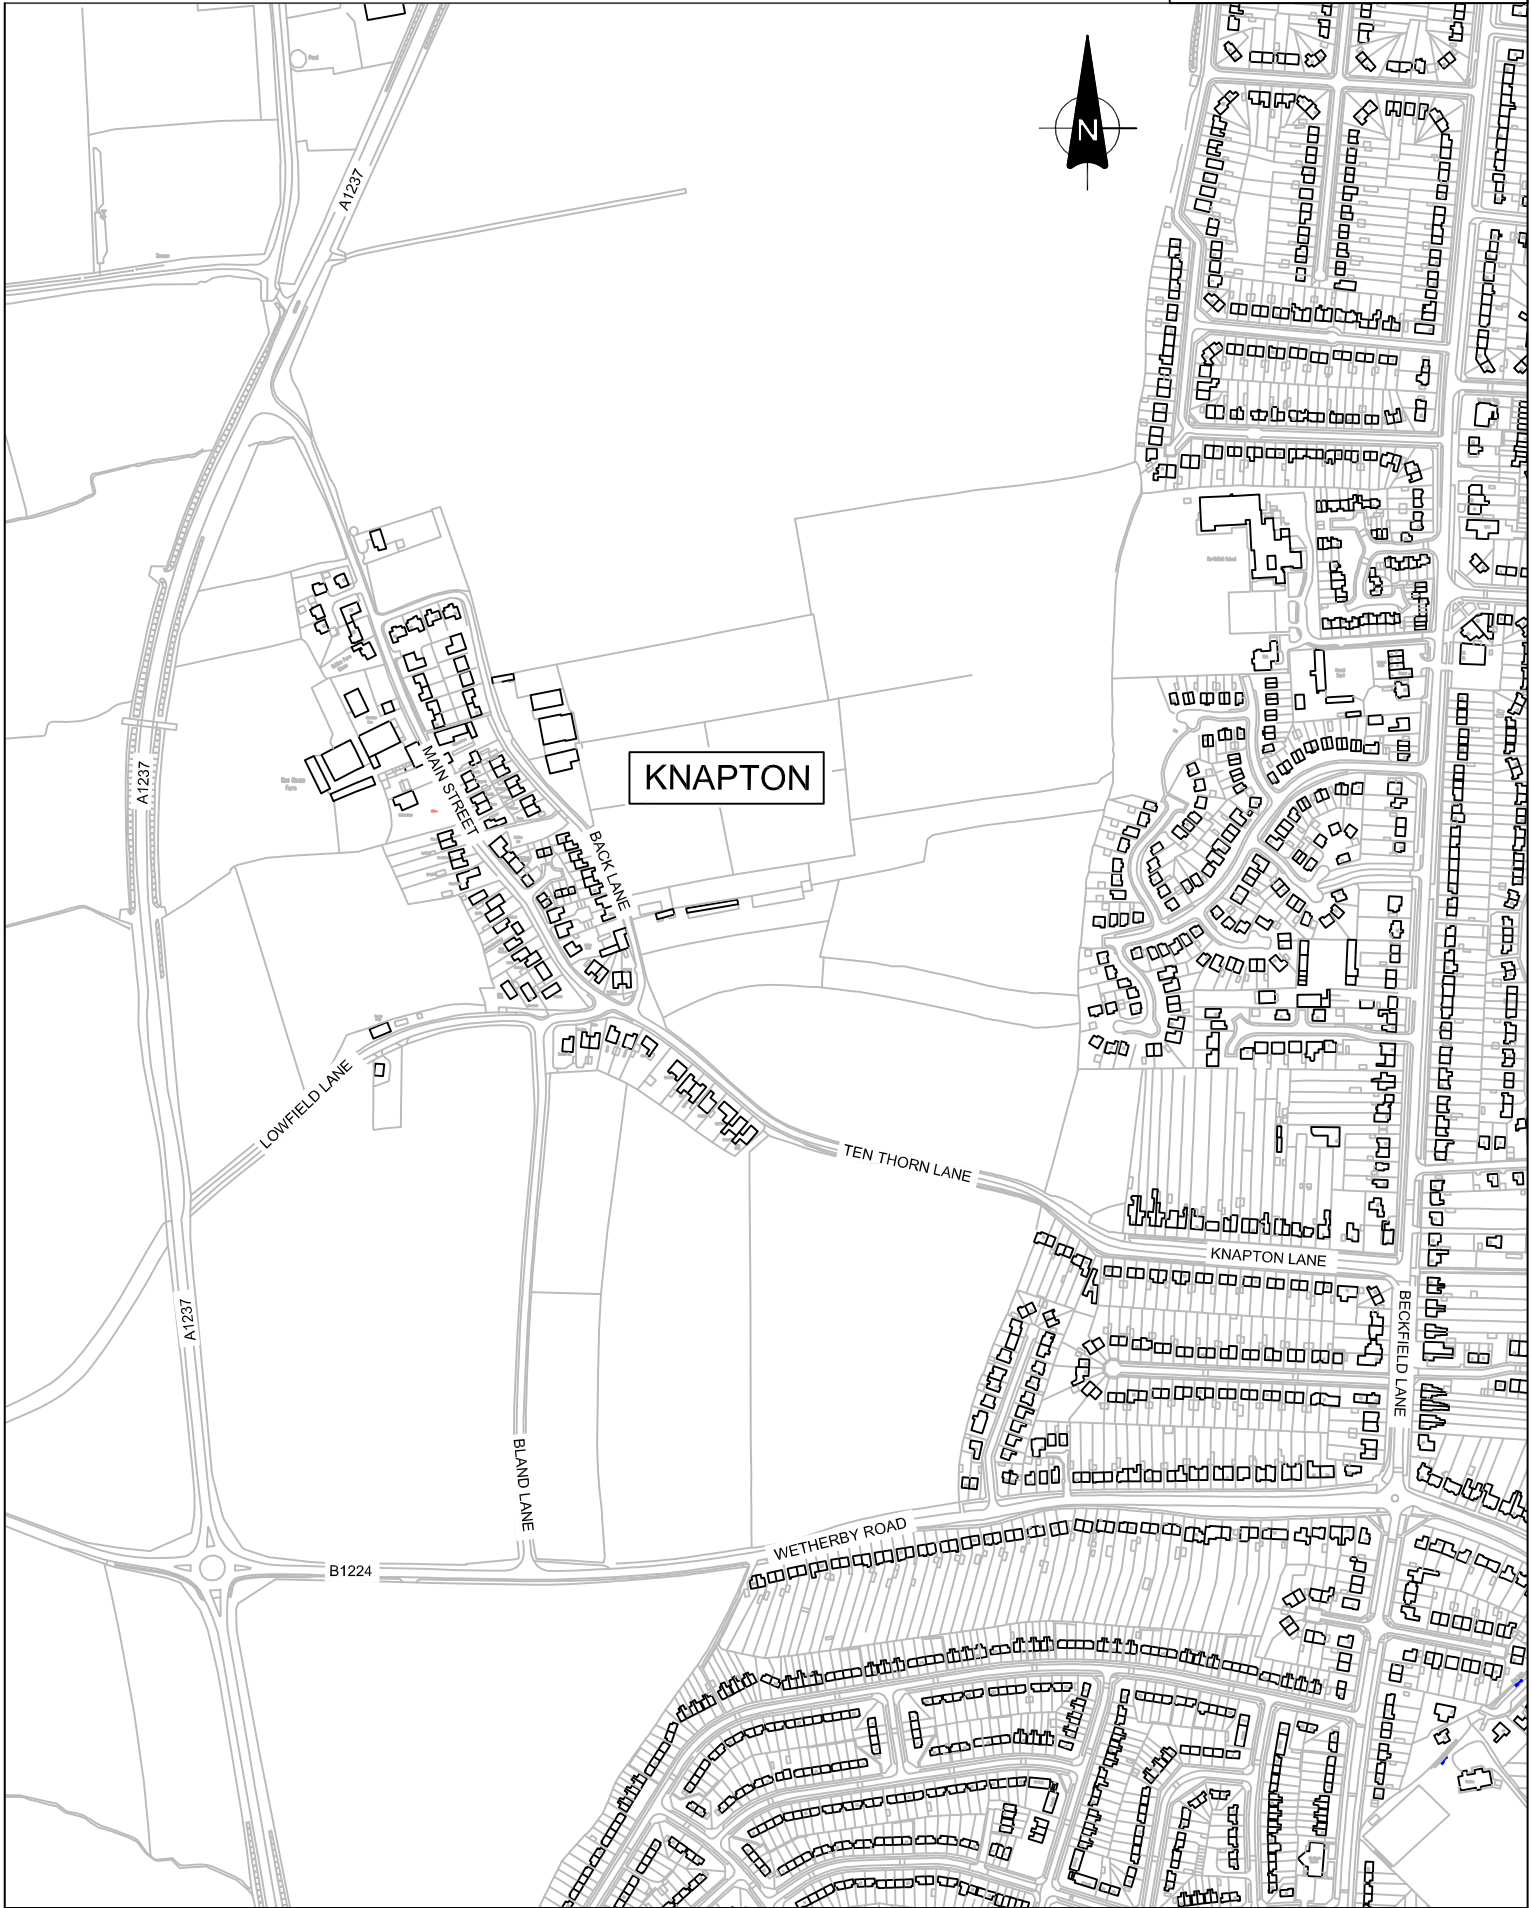 N
A1237
KNAPTON
A1237
MAIN STREET
BACK LANE
LOWFIELD LANE
TEN THORN LANE
KNAPTON LANE
A1237
BECKFIELD LANE
BLAND LANE
WETHERBY ROAD
B1224